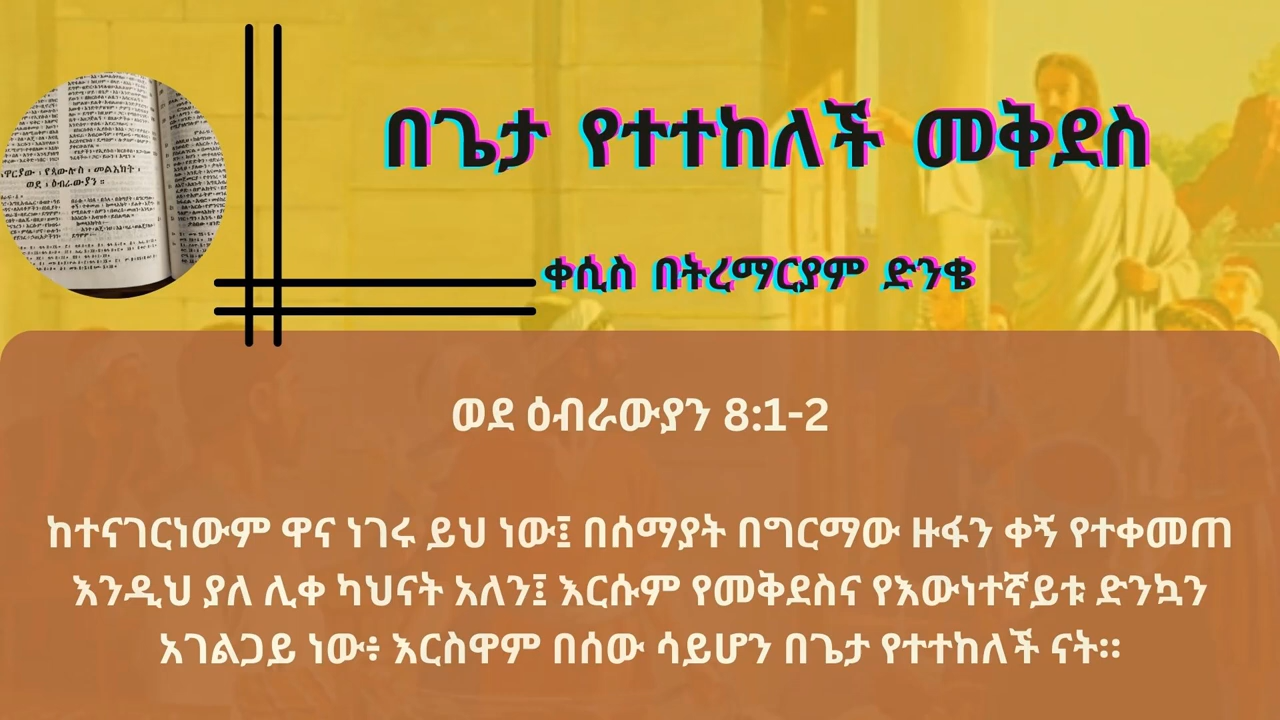 በጌታ የተተከለች መቅደስ
ቀሲስ በትረማርያም ድንቄ
ወደ ፡ ዕብራውያን ።
ወደ ዕብራውያን 8:1-2
ከተናገርነውም ዋና ነገሩ ይህ ነው፤ በሰማያት በግርማው ዙፋን ቀኝ የተቀመጠ
እንዲህ ያለ ሊቀ ካህናት አለን፤ እርሱም የመቅደስና የእውነተኛይቱ ድንኳን
አገልጋይ ነው፥ እርስዋም በሰው ሳይሆን በጌታ የተተከለች ናት።